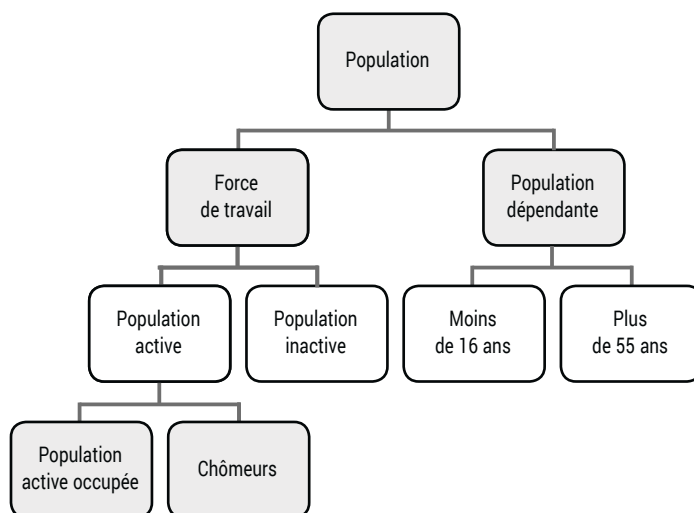 Population
Force
de travail
Population
dépendante
Population
active
Population
inactive
Moins
de 16 ans
Plus
de 55 ans
Population
active occupée
Chômeurs